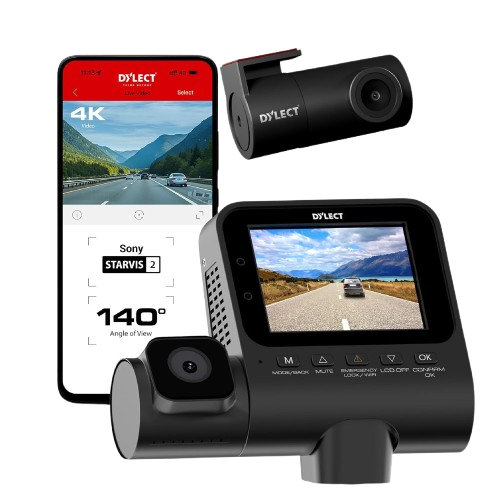 DYLECT
Select
4K
Video
Sony
STARVIS 2
140°
Angle of View
DYLECT
DYLECT
M
OK
MODE/BACK
MUTE
EMERGENCY
LOCK / WIFI
LCD OFF
CONFIRM
OK